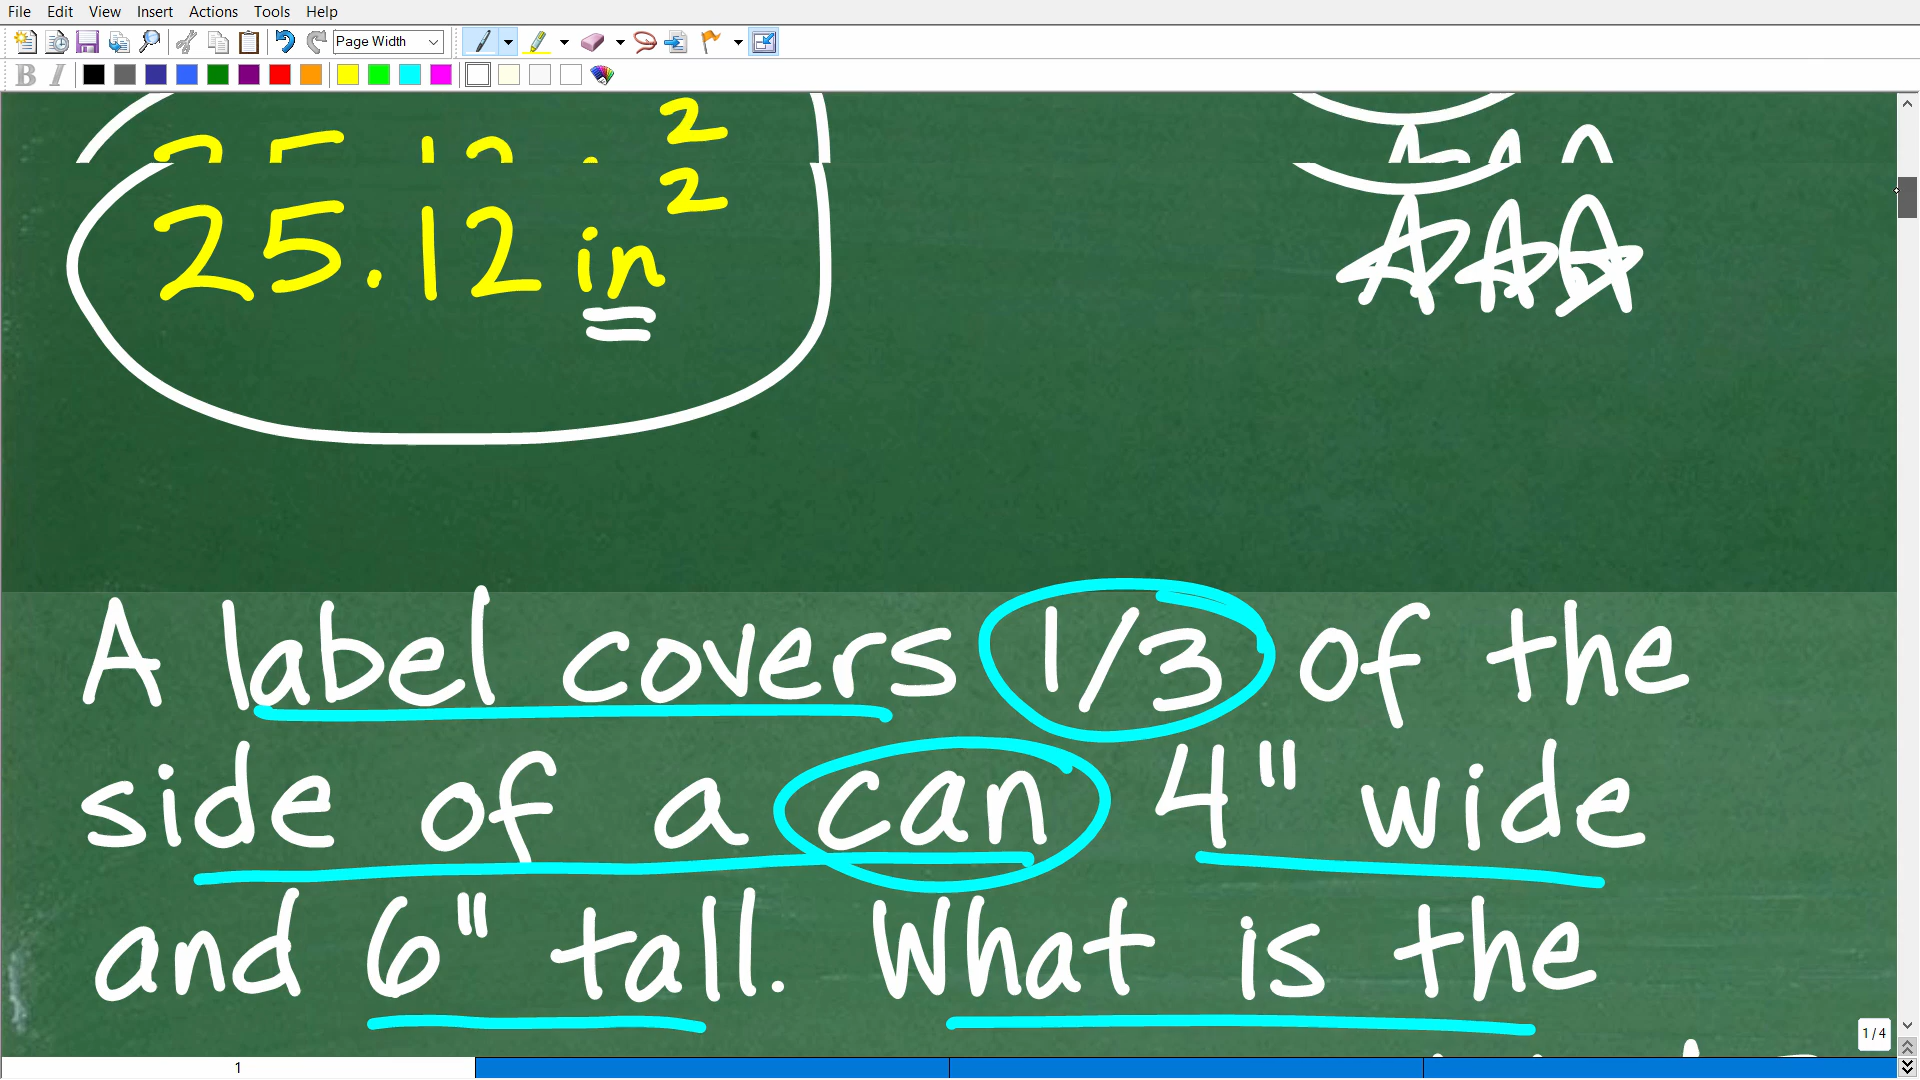 File Edit View Insert Actions Tools Help
Page Width
B I
2
25.12 in²
A label covers 1/3 of the
side of a can 4" wide
and 6" tall. What is the
1 / 4
1